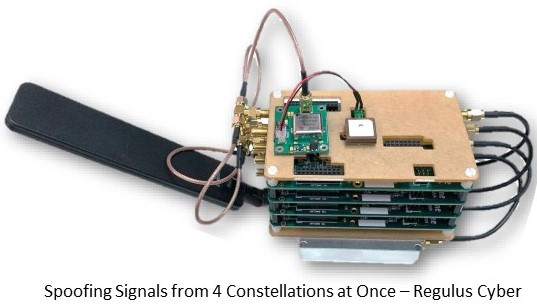 Spoofing Signals from 4 Constellations at Once – Regulus Cyber